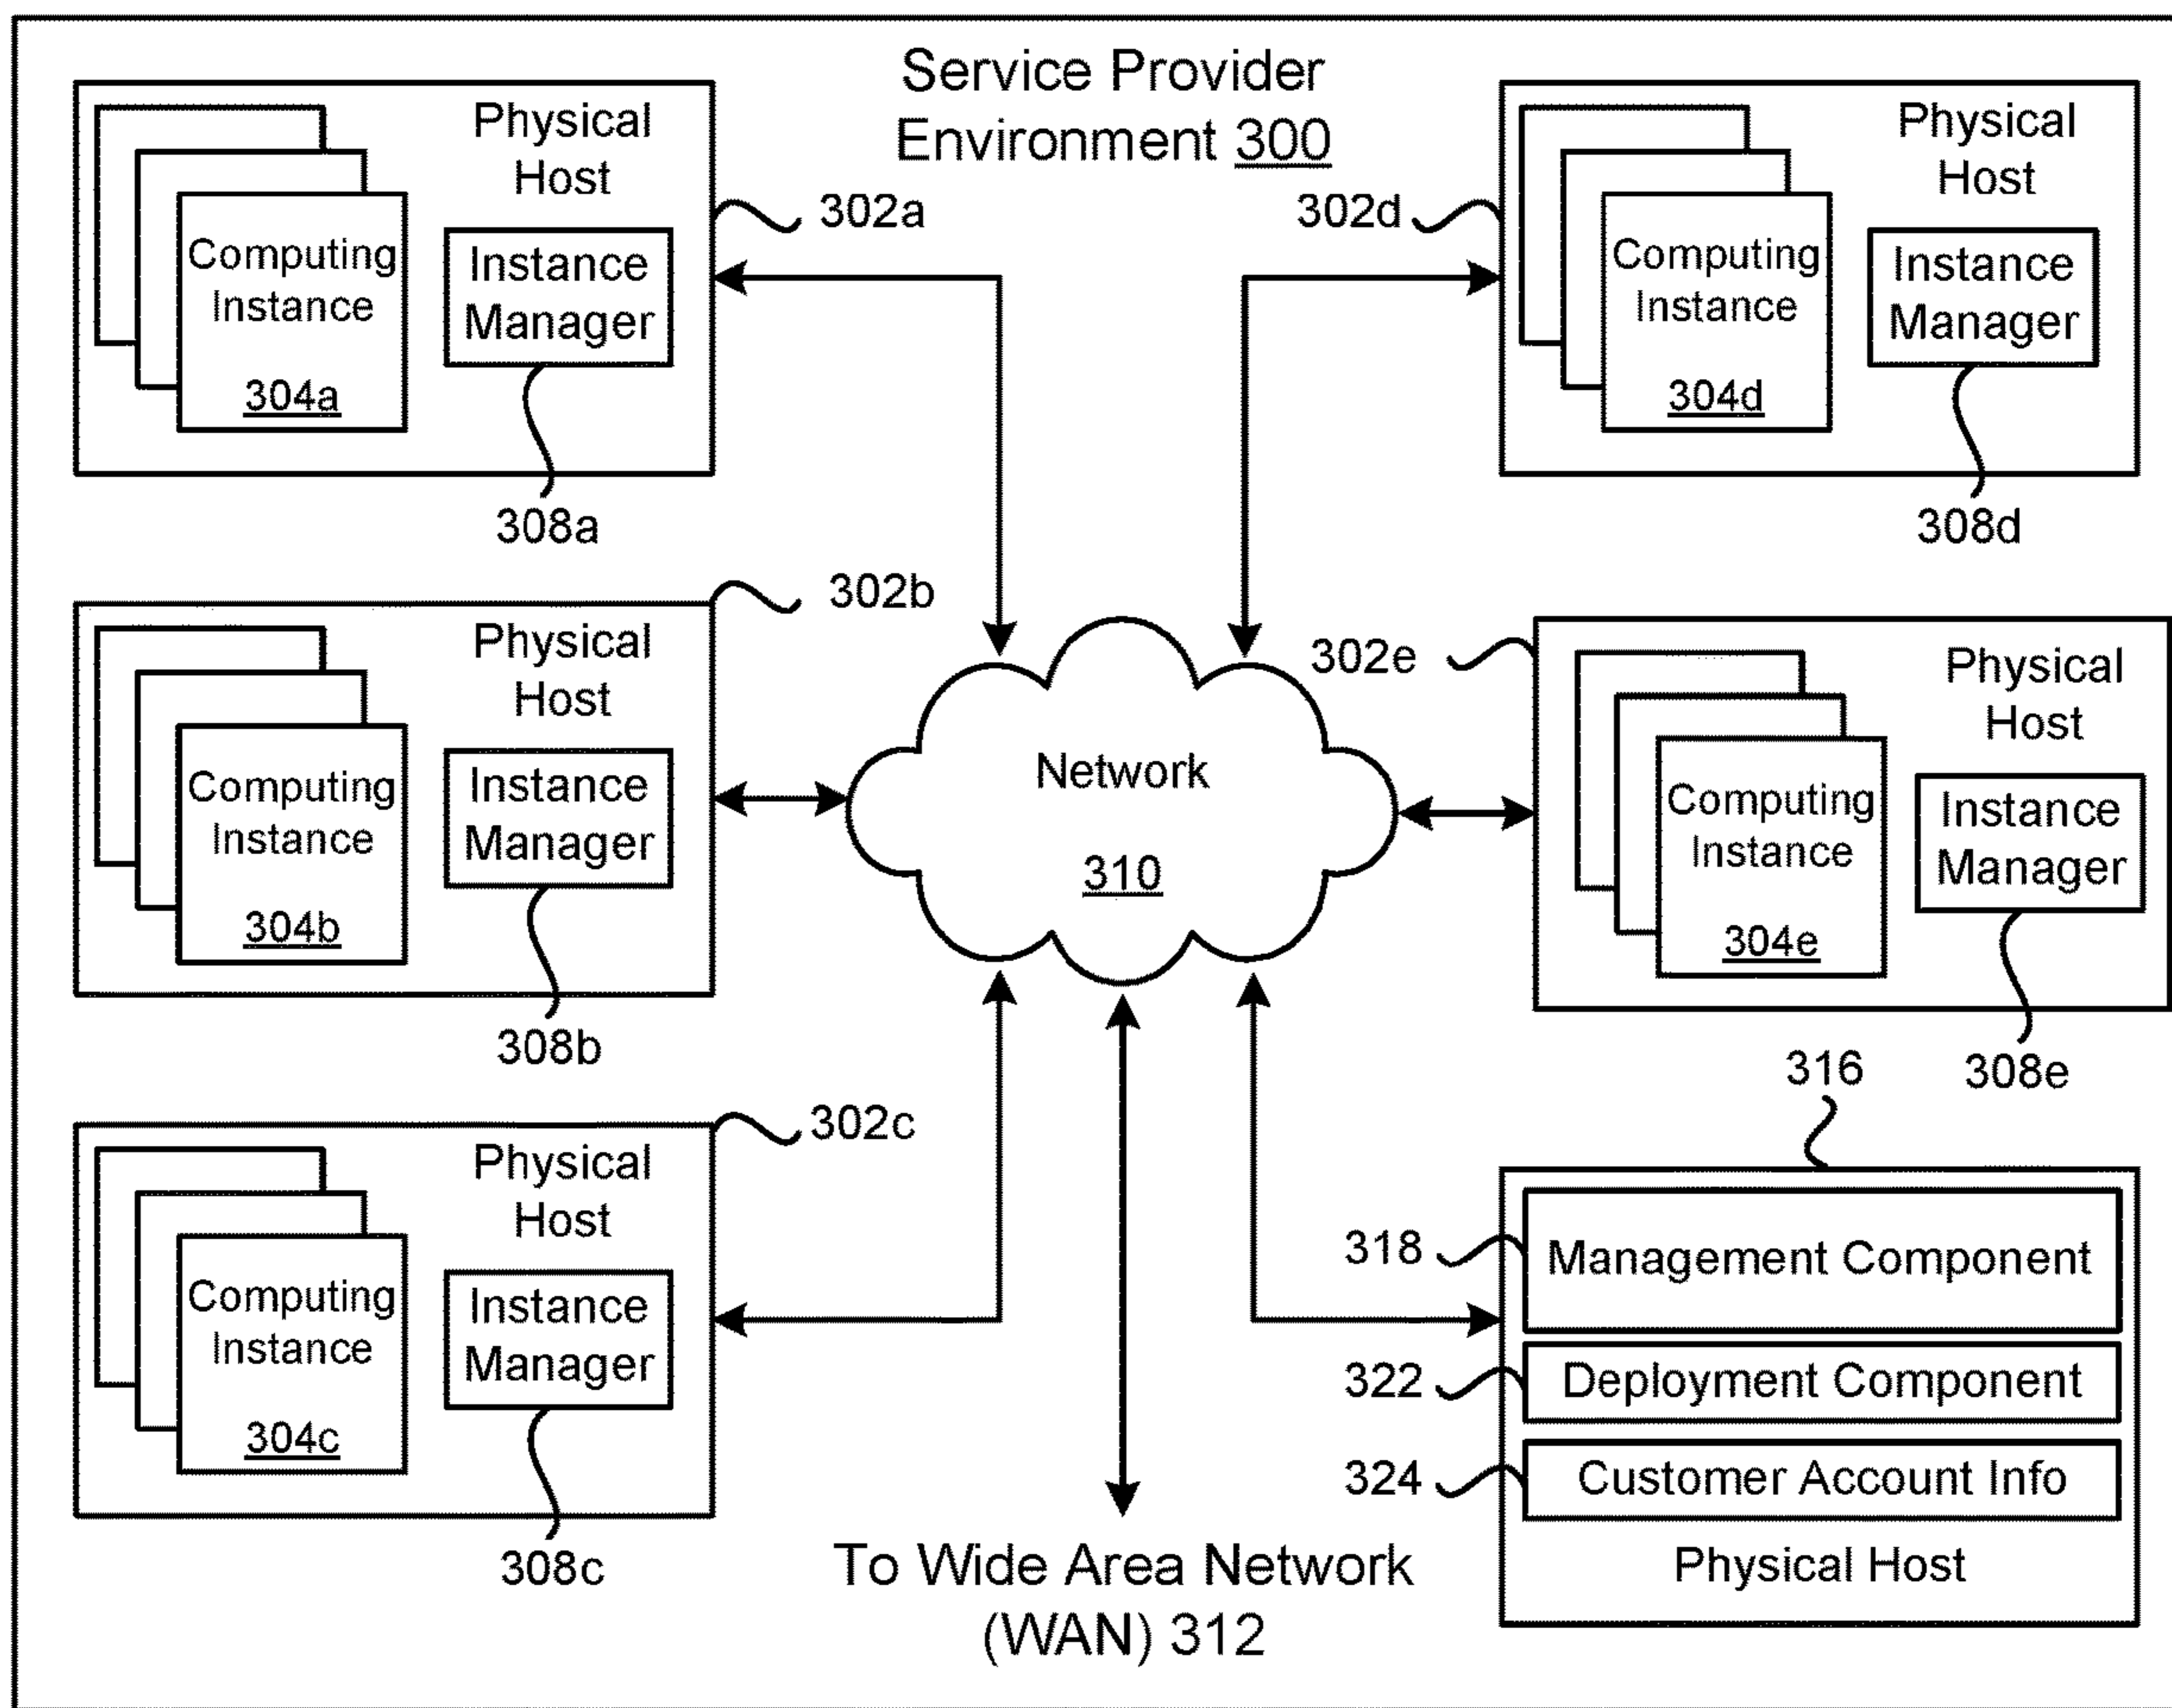 Service Provider
Environment 300
Physical
Host
302a
Computing
Instance
304a
Instance
Manager
308a
302d
Physical
Host
Computing
Instance
304d
Instance
Manager
308d
302b
Physical
Host
Computing
Instance
304b
Instance
Manager
308b
Network
310
302e
Physical
Host
Computing
Instance
304e
Instance
Manager
308e
302c
Physical
Host
Computing
Instance
304c
Instance
Manager
308c
To Wide Area Network
(WAN) 312
316
318
Management Component
322
Deployment Component
324
Customer Account Info
Physical Host